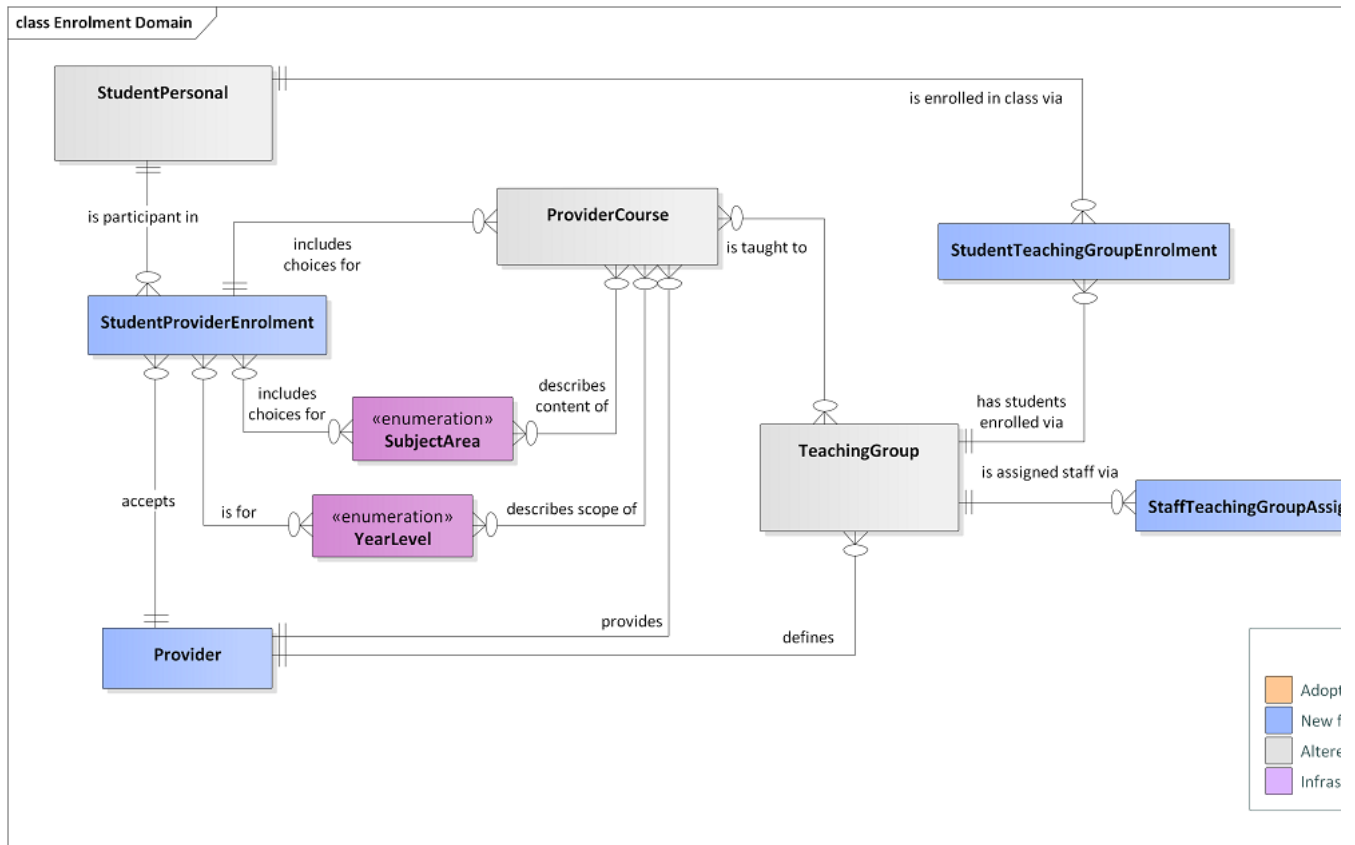 class Enrolment Domain
StudentPersonal
is enrolled in class via
is participant in
ProviderCourse
includes
choices for
is taught to
StudentTeachingGroupEnrolment
StudentProviderEnrolment
includes
choices for
describes
content of
«enumeration»
SubjectArea
has students
enrolled via
TeachingGroup
is assigned staff via
accepts
is for
«enumeration»
YearLevel
describes scope of
StaffTeachingGroupAssig
provides
defines
Provider
Adopt
New f
Altere
Infras